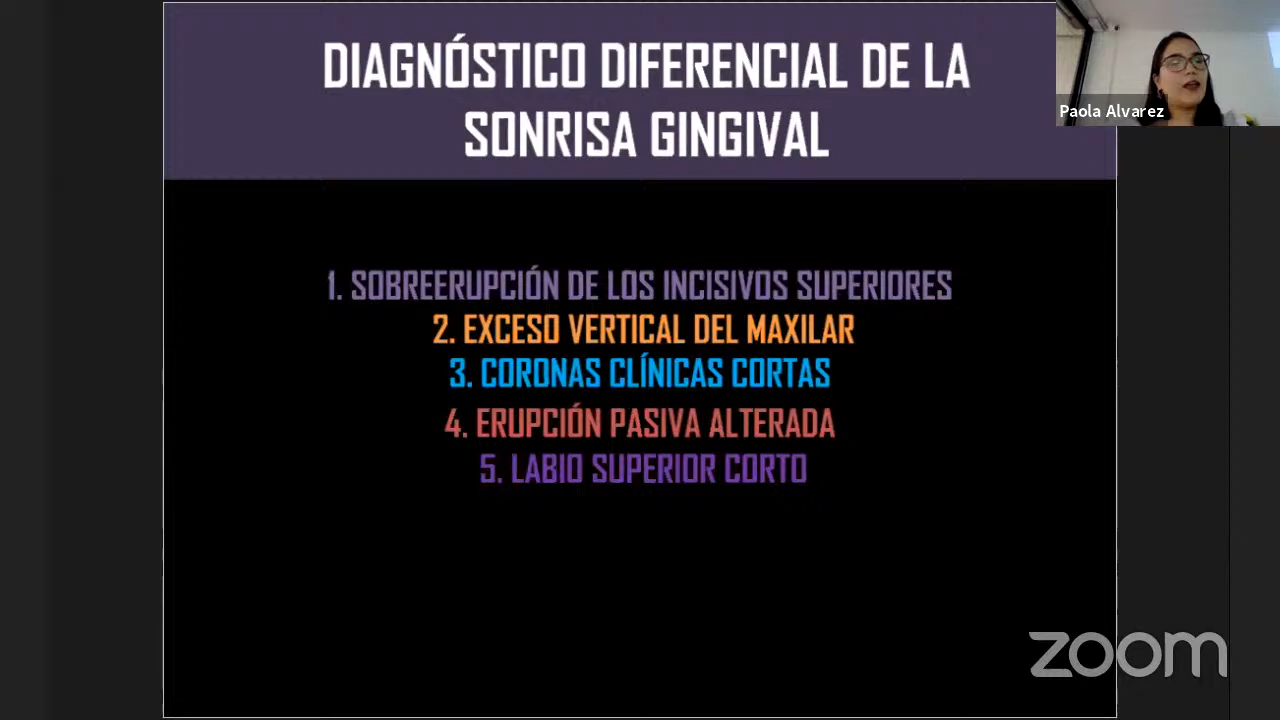 DIAGNÓSTICO DIFERENCIAL DE LA
SONRISA GINGIVAL
Paola Alvarez
1. SOBREERUPCIÓN DE LOS INCISIVOS SUPERIORES
2. EXCESO VERTICAL DEL MAXILAR
3. CORONAS CLÍNICAS CORTAS
4. ERUPCIÓN PASIVA ALTERADA
5. LABIO SUPERIOR CORTO
zoom